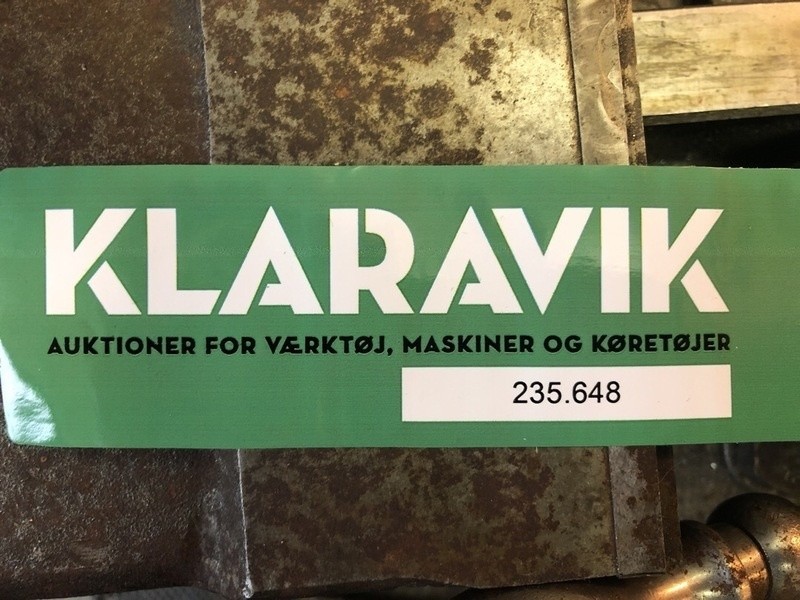 KLARAVIK
AUKTIONER FOR VÆRKTØJ, MASKINER OG KØRETØJER
235.648